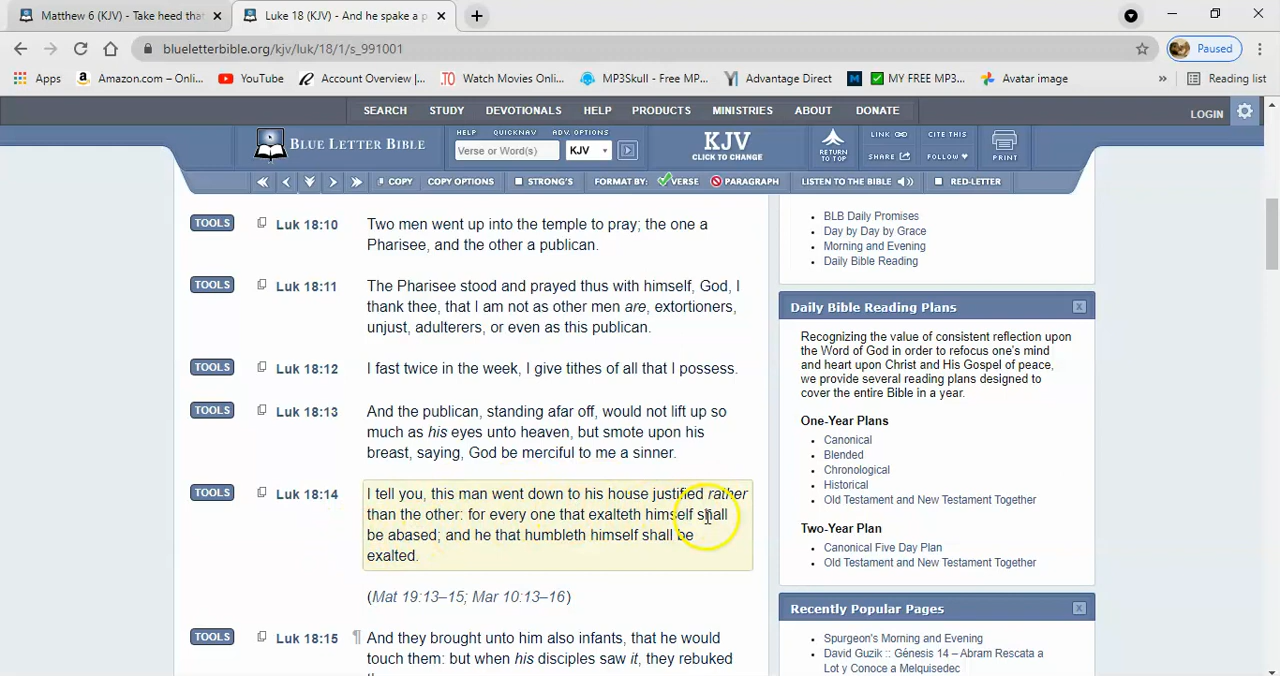 Matthew 6 (KJV) - Take heed that
Luke 18 (KJV) - And he spake a p
blueletterbible.org/kjv/luk/18/1/s_991001
Paused
Apps
Amazon.com – Onli...
YouTube
Account Overview |...
Watch Movies Onlin...
MP3Skull - Free MP...
Advantage Direct
MY FREE MP3...
Avatar image
»
Reading list
SEARCH
STUDY
DEVOTIONALS
HELP
PRODUCTS
MINISTRIES
ABOUT
DONATE
LOGIN
BLUE LETTER BIBLE
HELP QUICKNAV ADV. OPTIONS
Verse or Word(s)
KJV
KJV
CLICK TO CHANGE
RETURN
TO TOP
LINK
SHARE
CITE THIS
FOLLOW
PRINT
COPY
COPY OPTIONS
STRONG'S
FORMAT BY:
VERSE
PARAGRAPH
LISTEN TO THE BIBLE
RED-LETTER
TOOLS
Luk 18:10
Two men went up into the temple to pray; the one a
Pharisee, and the other a publican.
TOOLS
Luk 18:11
The Pharisee stood and prayed thus with himself, God, I
thank thee, that I am not as other men are, extortioners,
unjust, adulterers, or even as this publican.
TOOLS
Luk 18:12
I fast twice in the week, I give tithes of all that I possess.
TOOLS
Luk 18:13
And the publican, standing afar off, would not lift up so
much as his eyes unto heaven, but smote upon his
breast, saying, God be merciful to me a sinner.
TOOLS
Luk 18:14
I tell you, this man went down to his house justified rather
than the other: for every one that exalteth himself shall
be abased; and he that humbleth himself shall be
exalted.
(Mat 19:13–15; Mar 10:13–16)
TOOLS
Luk 18:15
¶ And they brought unto him also infants, that he would
touch them: but when his disciples saw it, they rebuked
BLB Daily Promises
Day by Day by Grace
Morning and Evening
Daily Bible Reading
Daily Bible Reading Plans
Recognizing the value of consistent reflection upon
the Word of God in order to refocus one's mind
and heart upon Christ and His Gospel of peace,
we provide several reading plans designed to
cover the entire Bible in a year.
One-Year Plans
Canonical
Blended
Chronological
Historical
Old Testament and New Testament Together
Two-Year Plan
Canonical Five Day Plan
Old Testament and New Testament Together
Recently Popular Pages
Spurgeon's Morning and Evening
David Guzik :: Génesis 14 – Abram Rescata a
Lot y Conoce a Melquisedec